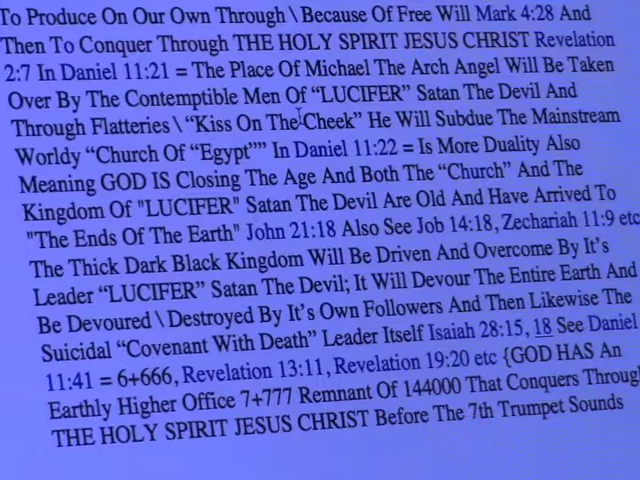 To Produce On Our Own Through \ Because Of Free Will Mark 4:28 And
Then To Conquer Through THE HOLY SPIRIT JESUS CHRIST Revelation
2:7 In Daniel 11:21 = The Place Of Michael The Arch Angel Will Be Taken
Over By The Contemptible Men Of “LUCIFER” Satan The Devil And
Through Flatteries \ “Kiss On The Cheek” He Will Subdue The Mainstream
Worldy “Church Of “Egypt”” In Daniel 11:22 = Is More Duality Also
Meaning GOD IS Closing The Age And Both The “Church” And The
Kingdom Of "LUCIFER" Satan The Devil Are Old And Have Arrived To
"The Ends Of The Earth" John 21:18 Also See Job 14:18, Zechariah 11:9 etc
The Thick Dark Black Kingdom Will Be Driven And Overcome By It’s
Leader “LUCIFER” Satan The Devil; It Will Devour The Entire Earth And
Be Devoured \ Destroyed By It’s Own Followers And Then Likewise The
Suicidal “Covenant With Death” Leader Itself Isaiah 28:15, 18 See Daniel
11:41 = 6+666, Revelation 13:11, Revelation 19:20 etc {GOD HAS An
Earthly Higher Office 7+777 Remnant Of 144000 That Conquers Through
THE HOLY SPIRIT JESUS CHRIST Before The 7th Trumpet Sounds